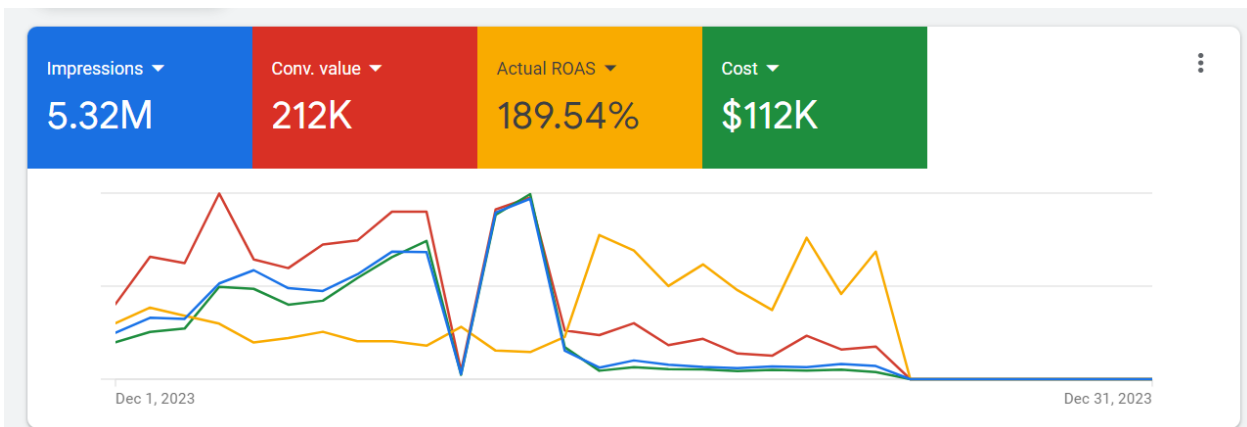 Impressions
5.32M
Conv. value
212K
Actual ROAS
189.54%
Cost
$112K
Dec 1, 2023
Dec 31, 2023